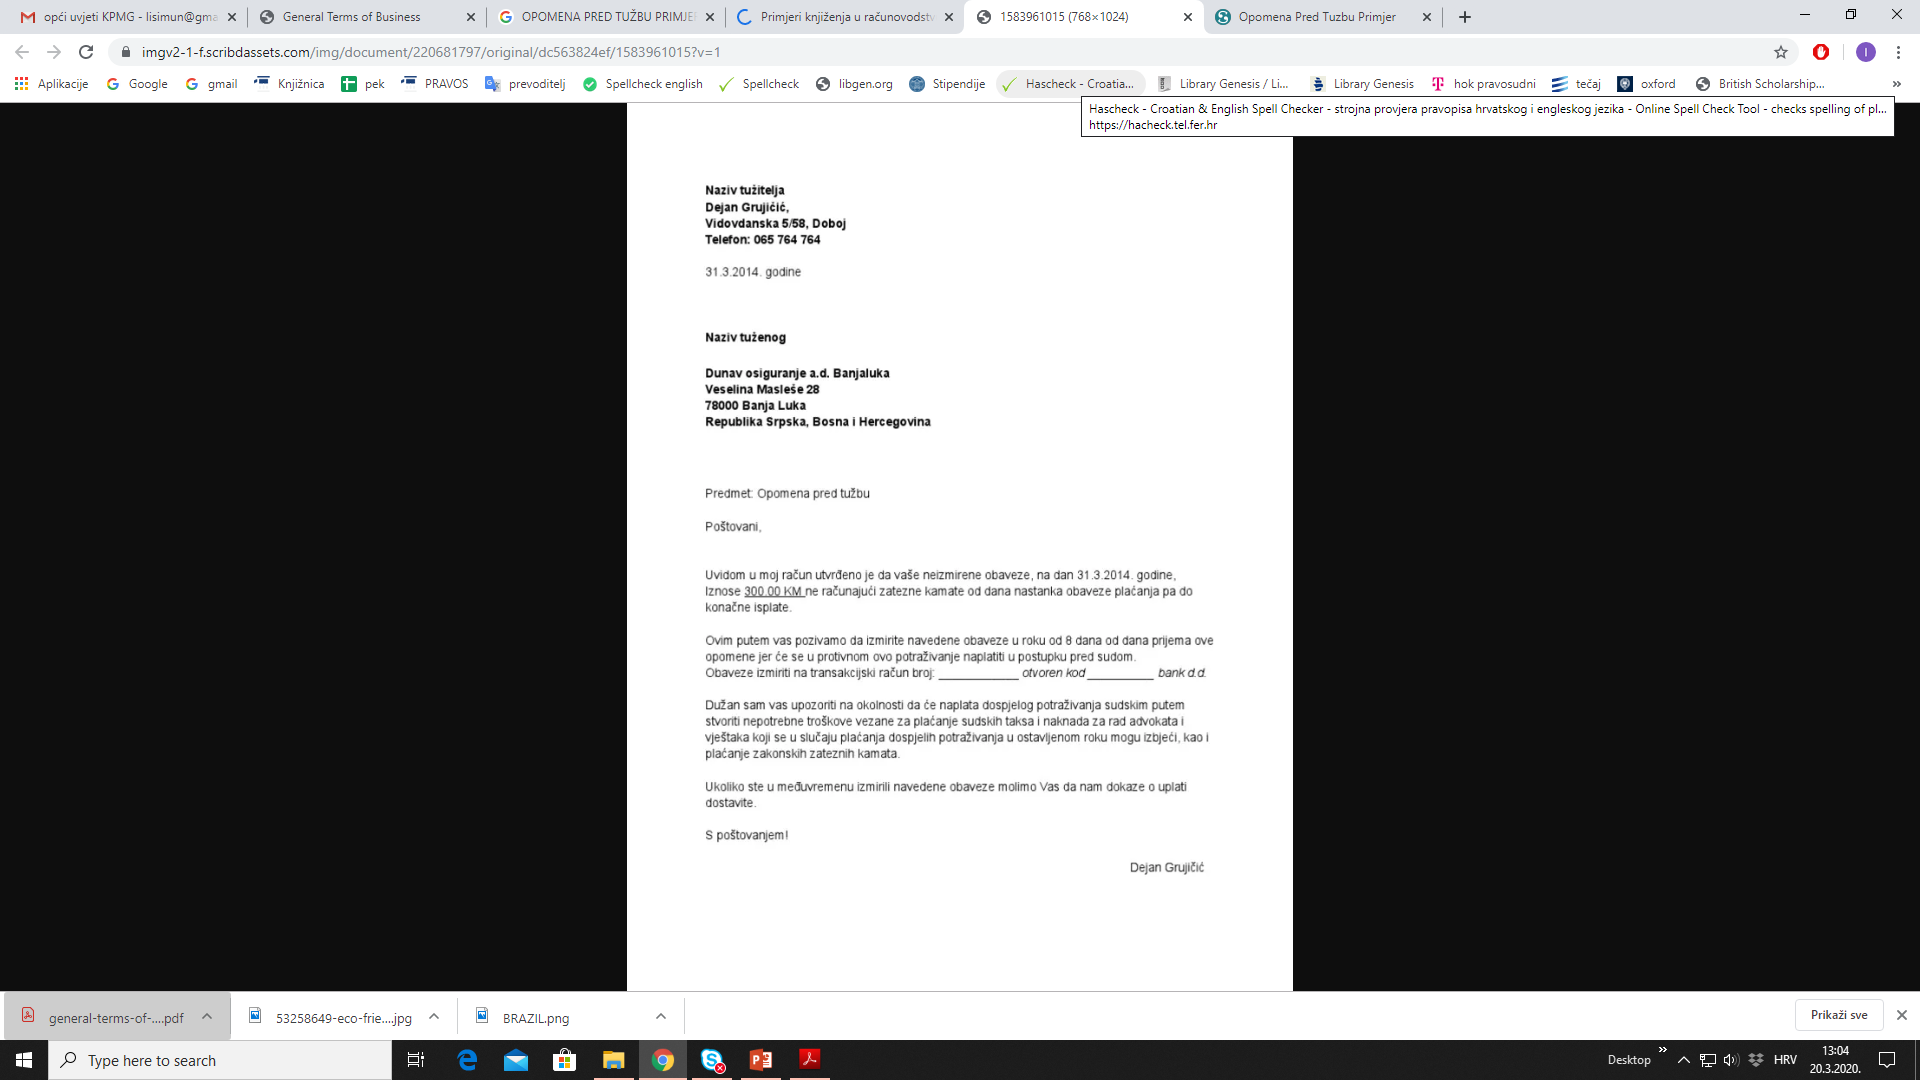 opći uvjeti KPMG - lisimun@gma
General Terms of Business
OPOMENA PRED TUŽBU PRIMJE
Primjeri knjiženja u računovodstv
1583961015 (768×1024)
Opomena Pred Tuzbu Primjer
imgv2-1-f.scribdassets.com/img/document/220681797/original/dc563824ef/1583961015?v=1
Aplikacije Google gmail Knjižnica pek PRAVOS prevoditelj Spellcheck english Spellcheck libgen.org Stipendije Hascheck - Croatia... Library Genesis / Li... Library Genesis hok pravosudni tečaj oxford British Scholarship... »
Hascheck - Croatian & English Spell Checker - strojna provjera pravopisa hrvatskog i engleskog jezika - Online Spell Check Tool - checks spelling of pl...
https://hacheck.tel.fer.hr
Naziv tužitelja
Dejan Grujičić,
Vidovdanska 5/58, Doboj
Telefon: 065 764 764
31.3.2014. godine
Naziv tuženog
Dunav osiguranje a.d. Banjaluka
Veselina Masleše 28
78000 Banja Luka
Republika Srpska, Bosna i Hercegovina
Predmet: Opomena pred tužbu
Poštovani,
Uvidom u moj račun utvrđeno je da vaše neizmirene obaveze, na dan 31.3.2014. godine,
Iznose 300.00 KM ne računajući zatezne kamate od dana nastanka obaveze plaćanja pa do
konačne isplate.
Ovim putem vas pozivamo da izmirite navedene obaveze u roku od 8 dana od dana prijema ove
opomene jer će se u protivnom ovo potraživanje naplatiti u postupku pred sudom.
Obaveze izmiriti na transakcijski račun broj: ____________ otvoren kod __________ bank d.d.
Dužan sam vas upozoriti na okolnosti da će naplata dospjelog potraživanja sudskim putem
stvoriti nepotrebne troškove vezane za plaćanje sudskih taksa i naknada za rad advokata i
vještaka koji se u slučaju plaćanja dospjelih potraživanja u ostavljenom roku mogu izbjeći, kao i
plaćanje zakonskih zateznih kamata.
Ukoliko ste u međuvremenu izmirili navedene obaveze molimo Vas da nam dokaze o uplati
dostavite.
S poštovanjem!
Dejan Grujičić
general-terms-of-....pdf
53258649-eco-frie....jpg
BRAZIL.png
Prikaži sve
Type here to search
Desktop »
HRV
13:04
20.3.2020.